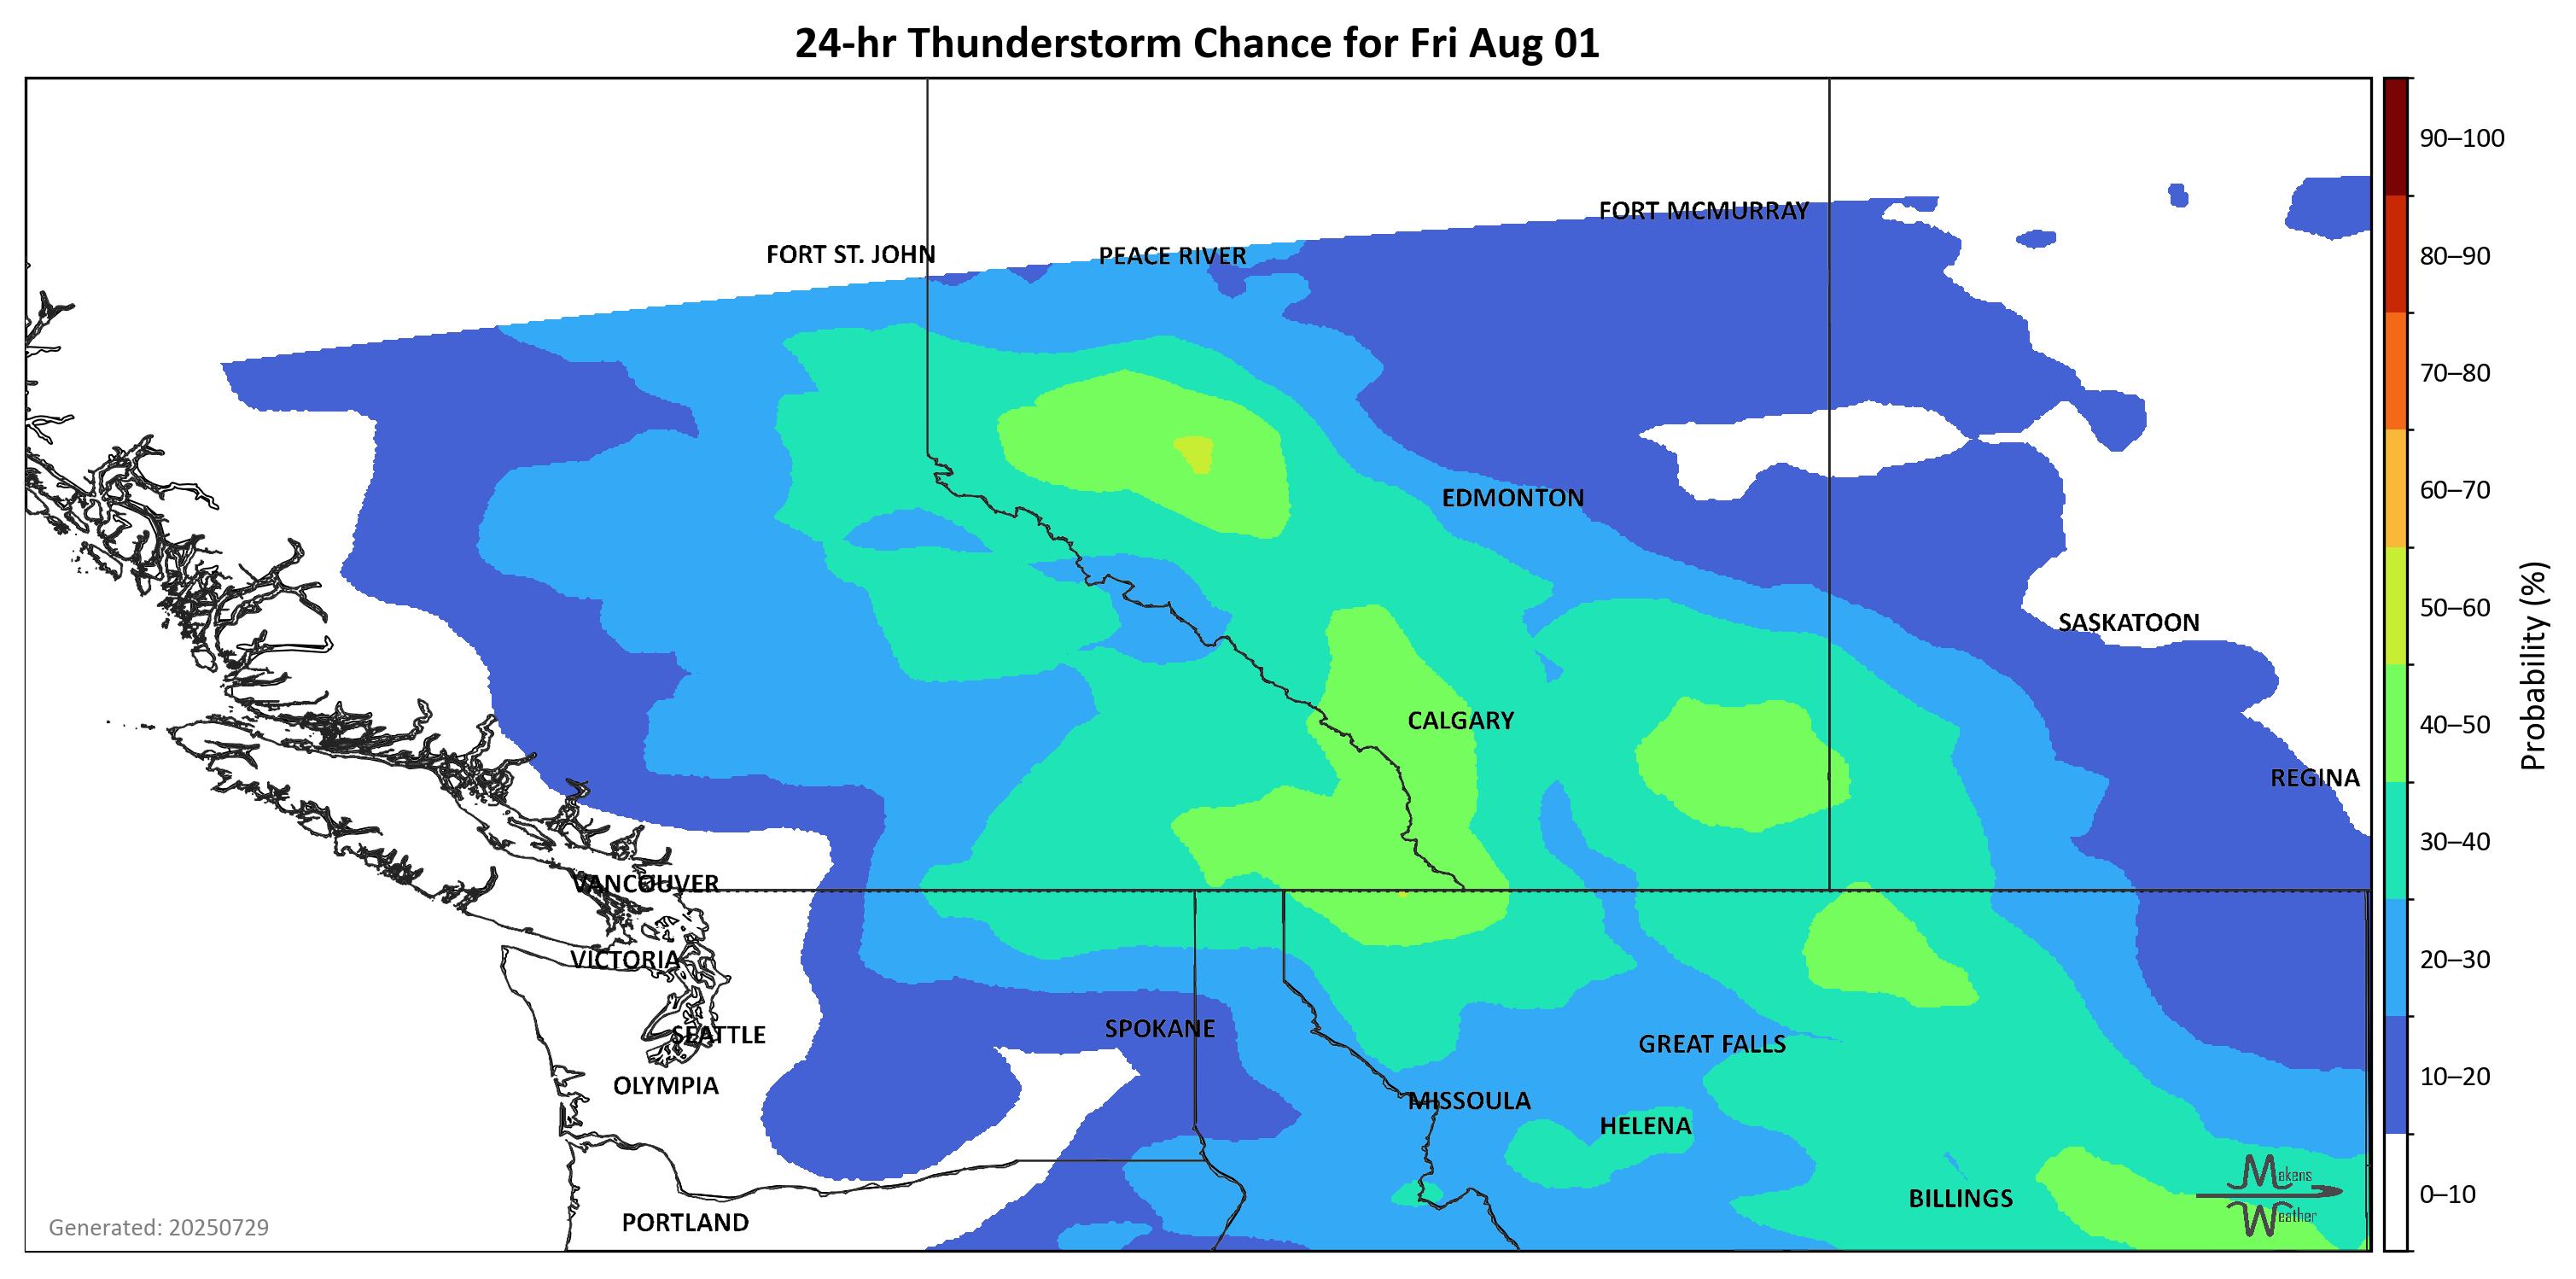 24-hr Thunderstorm Chance for Fri Aug 01
90–100
FORT MCMURRAY
FORT ST. JOHN
PEACE RIVER
80–90
70–80
EDMONTON
60–70
SASKATOON
50–60
Probability (%)
CALGARY
40–50
REGINA
30–40
VANCOUVER
VICTORIA
20–30
SPOKANE
SEATTLE
GREAT FALLS
OLYMPIA
10–20
MISSOULA
HELENA
Makens
BILLINGS
0–10
Weather
PORTLAND
Generated: 20250729